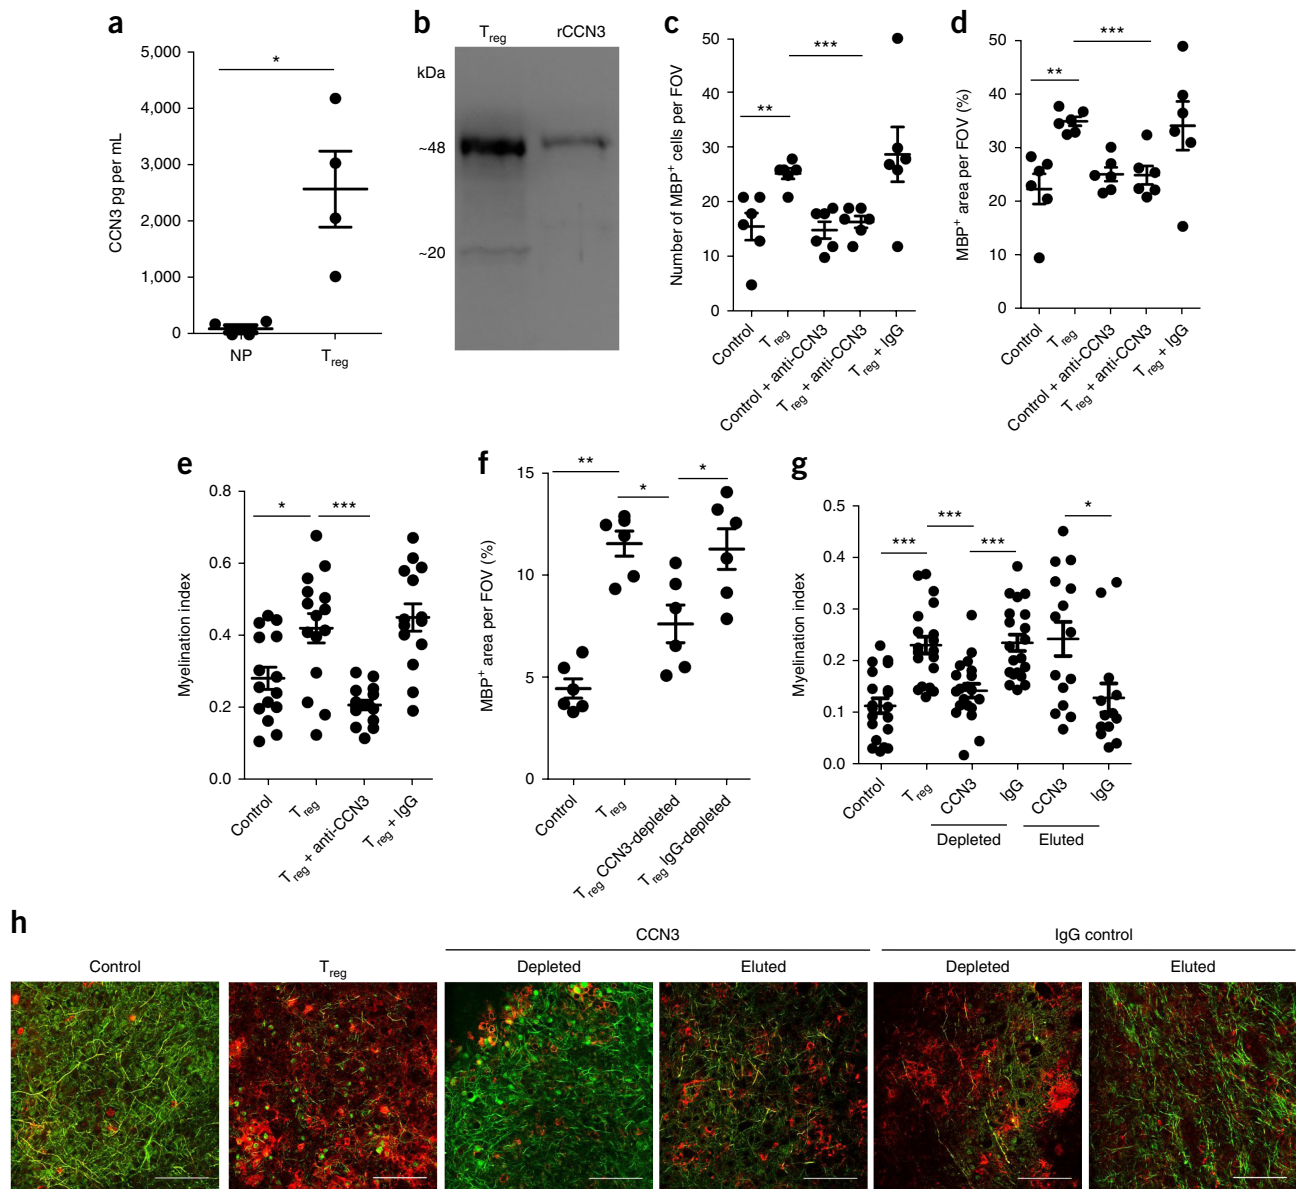 a
5,000
4,000
3,000
2,000
1,000
0
CCN3 pg per mL
*
NP
Treg
b
Treg
rCCN3
kDa
~48
~20
c
50
40
30
20
10
0
Number of MBP+ cells per FOV
**
***
Control
Treg
Control + anti-CCN3
Treg + anti-CCN3
Treg + IgG
d
50
40
30
20
10
0
MBP+ area per FOV (%)
**
***
Control
Treg
Control + anti-CCN3
Treg + anti-CCN3
Treg + IgG
e
0.8
0.6
0.4
0.2
0.0
Myelination index
*
***
Control
Treg
Treg + anti-CCN3
Treg + IgG
f
15
10
5
0
MBP+ area per FOV (%)
**
*
*
Control
Treg
Treg CCN3-depleted
Treg IgG-depleted
g
0.5
0.4
0.3
0.2
0.1
0.0
Myelination index
***
***
***
*
Control
Treg
CCN3
IgG
CCN3
IgG
Depleted
Eluted
h
CCN3
IgG control
Control
Treg
Depleted
Eluted
Depleted
Eluted